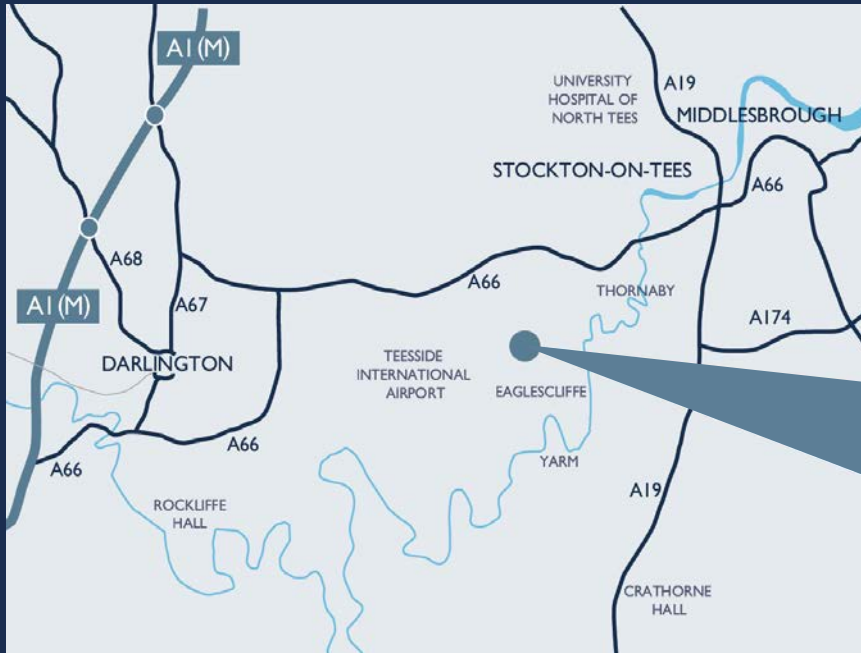 A1(M)
A19
UNIVERSITY
HOSPITAL OF
NORTH TEES
MIDDLESBROUGH
STOCKTON-ON-TEES
A66
A68
A66
THORNABY
A1(M)
A67
A174
DARLINGTON
TEESSIDE
INTERNATIONAL
AIRPORT
EAGLESCLIFFE
A66
A66
YARM
A19
ROCKLIFFE
HALL
CRATHORNE
HALL